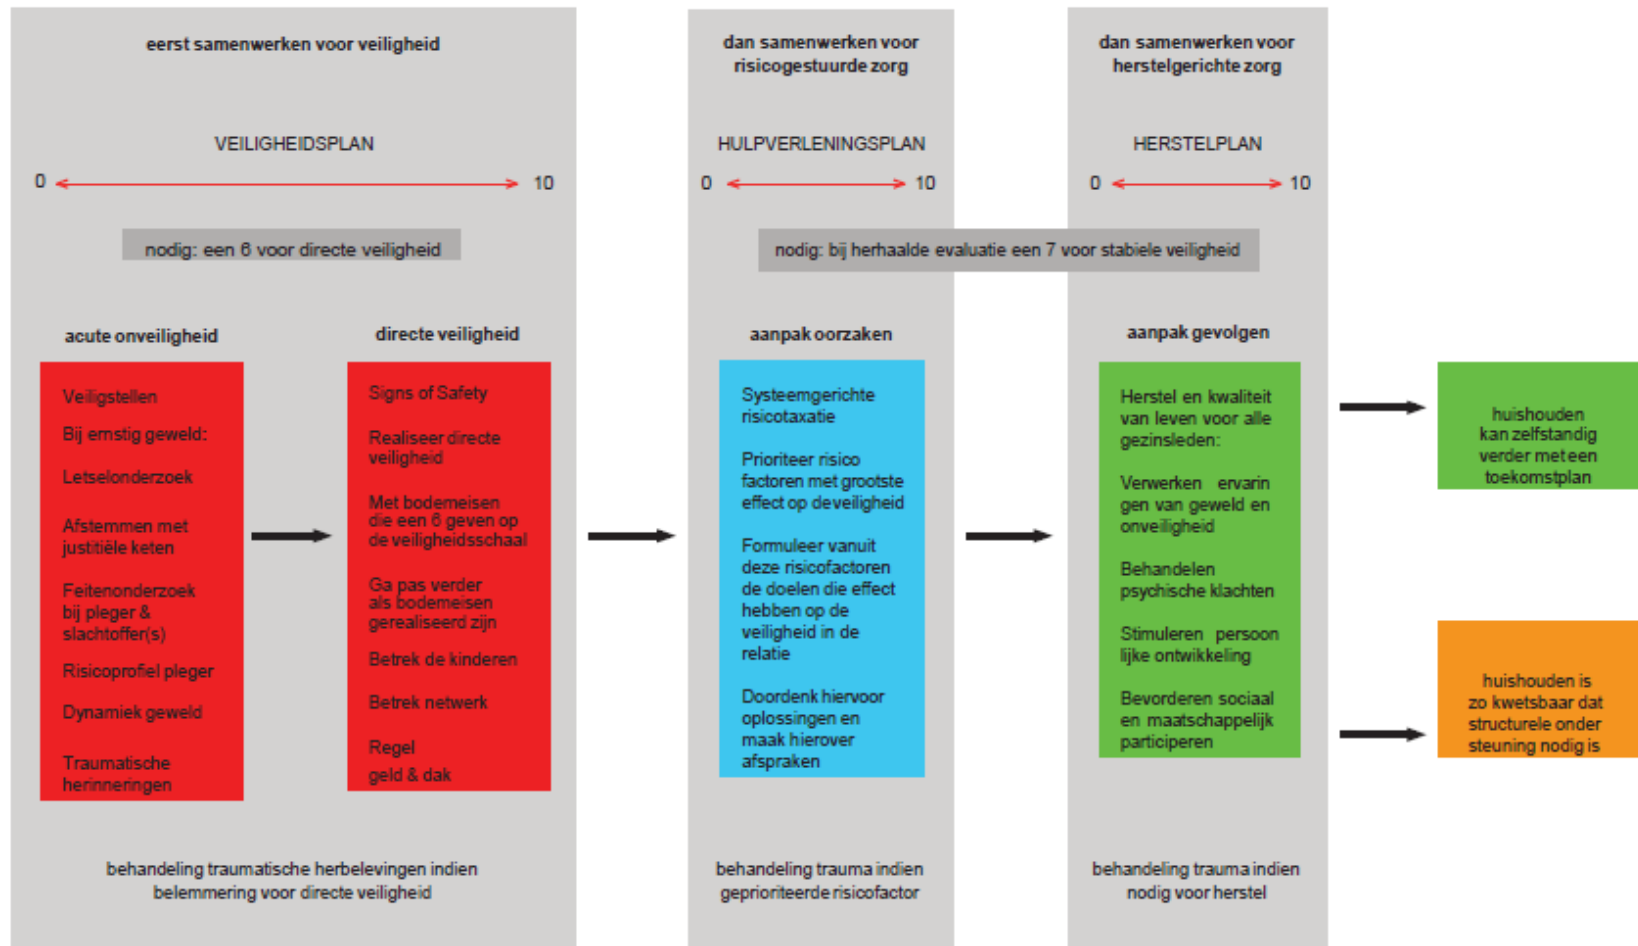 eerst samenwerken voor veiligheid
VEILIGHEIDSPLAN
0
10
nodig: een 6 voor directe veiligheid
acute onveiligheid
Veiligstellen
Bij ernstig geweld:
Letselonderzoek
Afstemmen met
justitiële keten
Feitenonderzoek
bij pleger &
slachtoffer(s)
Risicoprofiel pleger
Dynamiek geweld
Traumatische
herinneringen
directe veiligheid
Signs of Safety
Realiseer directe
veiligheid
Met bodemeisen
die een 6 geven op
de veiligheidsschaal
Ga pas verder
als bodemeisen
gerealiseerd zijn
Betrek de kinderen
Betrek netwerk
Regel
geld & dak
behandeling traumatische herbelevingen indien
belemmering voor directe veiligheid
dan samenwerken voor
risicogestuurde zorg
HULPVERLENINGSPLAN
0
10
nodig: bij herhaalde evaluatie een 7 voor stabiele veiligheid
aanpak oorzaken
Systeemgerichte
risicotaxatie
Prioriteer risico
factoren met grootste
effect op de veiligheid
Formuleer vanuit
deze risicofactoren
de doelen die effect
hebben op de
veiligheid in de
relatie
Doordenk hiervoor
oplossingen en
maak hierover
afspraken
behandeling trauma indien
geprioriteerde risicofactor
dan samenwerken voor
herstelgerichte zorg
HERSTELPLAN
0
10
aanpak gevolgen
Herstel en kwaliteit
van leven voor alle
gezinsleden:
Verwerken ervarin
gen van geweld en
onveiligheid
Behandelen
psychische klachten
Stimuleren persoon
lijke ontwikkeling
Bevorderen sociaal
en maatschappelijk
participeren
behandeling trauma indien
nodig voor herstel
huishouden
kan zelfstandig
verder met een
toekomstplan
huishouden is
zo kwetsbaar dat
structurele onder
steuning nodig is